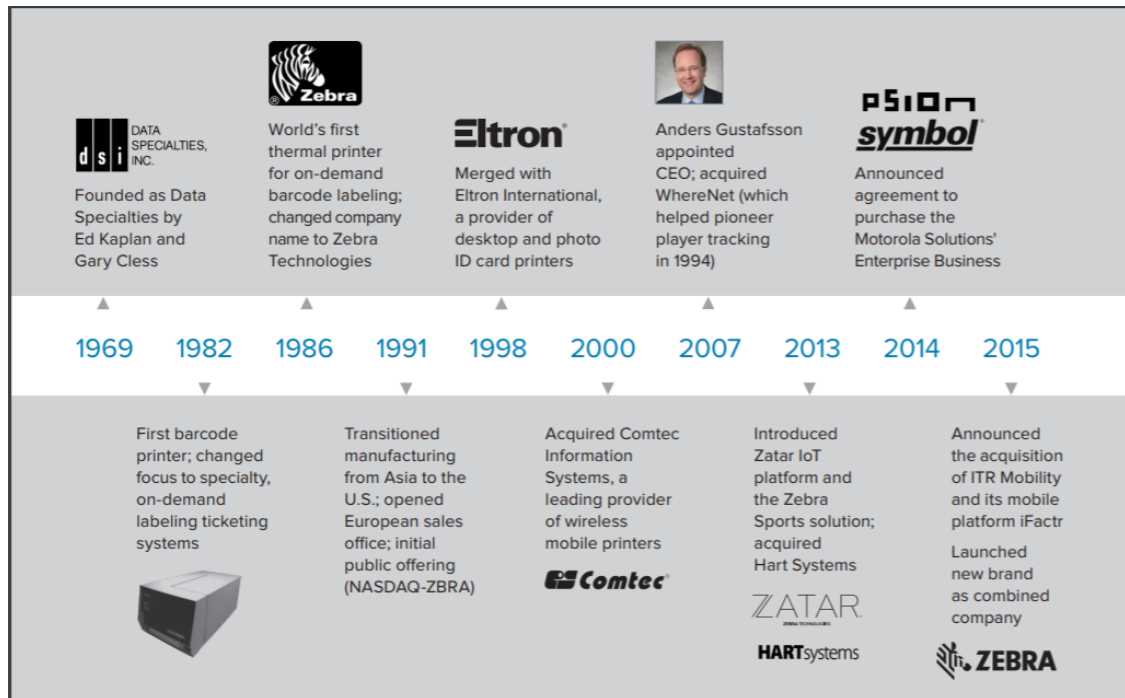 dsi
DATA
SPECIALTIES,
INC.
Founded as Data
Specialties by
Ed Kaplan and
Gary Cless
Zebra
®
World's first
thermal printer
for on-demand
barcode labeling;
changed company
name to Zebra
Technologies
Eltron®
Merged with
Eltron International,
a provider of
desktop and photo
ID card printers
Anders Gustafsson
appointed
CEO; acquired
WhereNet (which
helped pioneer
player tracking
in 1994)
PSION
symbol®
Announced
agreement to
purchase the
Motorola Solutions'
Enterprise Business
1969 1982 1986 1991 1998 2000 2007 2013 2014 2015
First barcode
printer; changed
focus to specialty,
on-demand
labeling ticketing
systems
Transitioned
manufacturing
from Asia to the
U.S.; opened
European sales
office; initial
public offering
(NASDAQ-ZBRA)
Acquired Comtec
Information
Systems, a
leading provider
of wireless
mobile printers
Comtec®
Introduced
Zatar IoT
platform and
the Zebra
Sports solution;
acquired
Hart Systems
ZATAR
ZEBRA TECHNOLOGIES
HARTsystems
Announced
the acquisition
of ITR Mobility
and its mobile
platform iFactr
Launched
new brand
as combined
company
ZEBRA